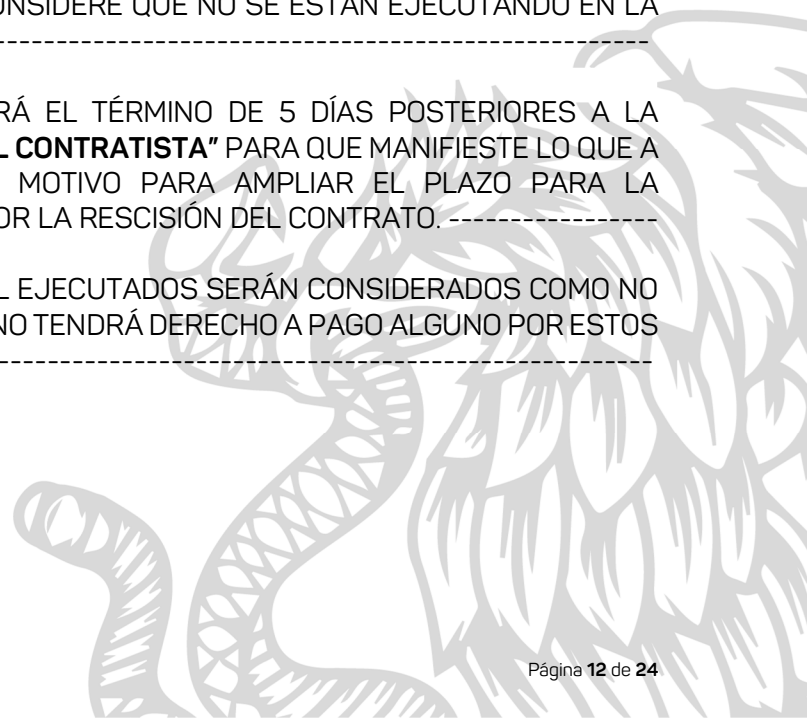 CONSIDERE QUE NO SE ESTÁN EJECUTANDO EN LA
-----------------------------------------------------
RÁ EL TÉRMINO DE 5 DÍAS POSTERIORES A LA
L CONTRATISTA” PARA QUE MANIFIESTE LO QUE A
MOTIVO PARA AMPLIAR EL PLAZO PARA LA
OR LA RESCISIÓN DEL CONTRATO. -----------------
L EJECUTADOS SERÁN CONSIDERADOS COMO NO
NO TENDRÁ DERECHO A PAGO ALGUNO POR ESTOS
-----------------------------------------------------
Página 12 de 24